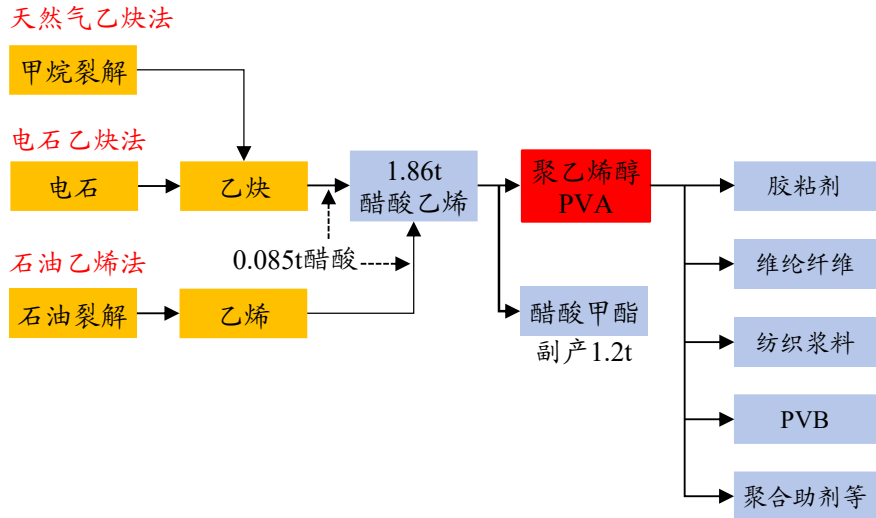 天然气乙炔法
甲烷裂解
电石乙炔法
电石
乙炔
1.86t
醋酸乙烯
聚乙烯醇
PVA
胶粘剂
0.085t醋酸
维纶纤维
石油乙烯法
石油裂解
乙烯
醋酸甲酯
副产1.2t
纺织浆料
PVB
聚合助剂等